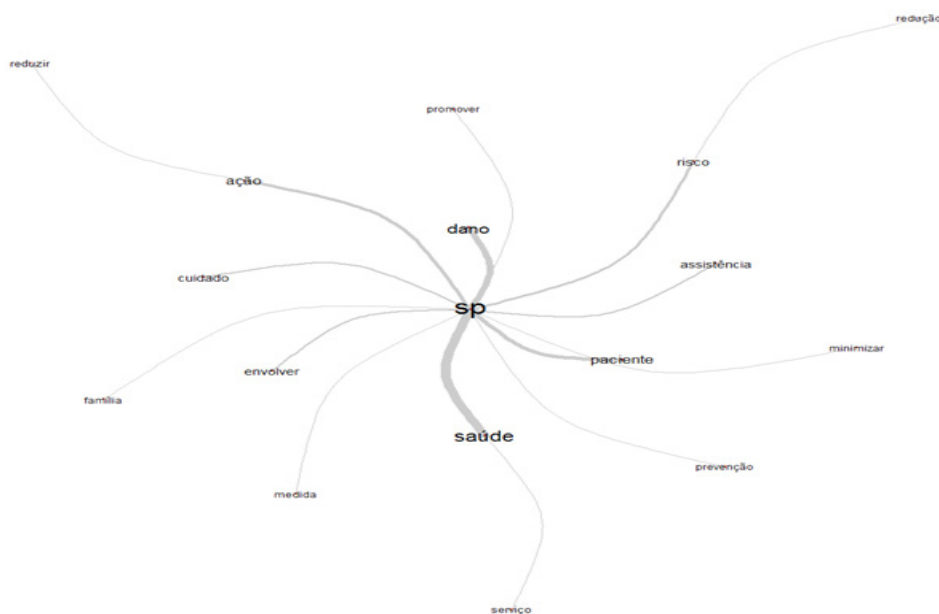 redução
reduzir
promover
risco
ação
dano
assistência
cuidado
sp
minimizar
paciente
envolver
família
saúde
prevenção
medida
serviço